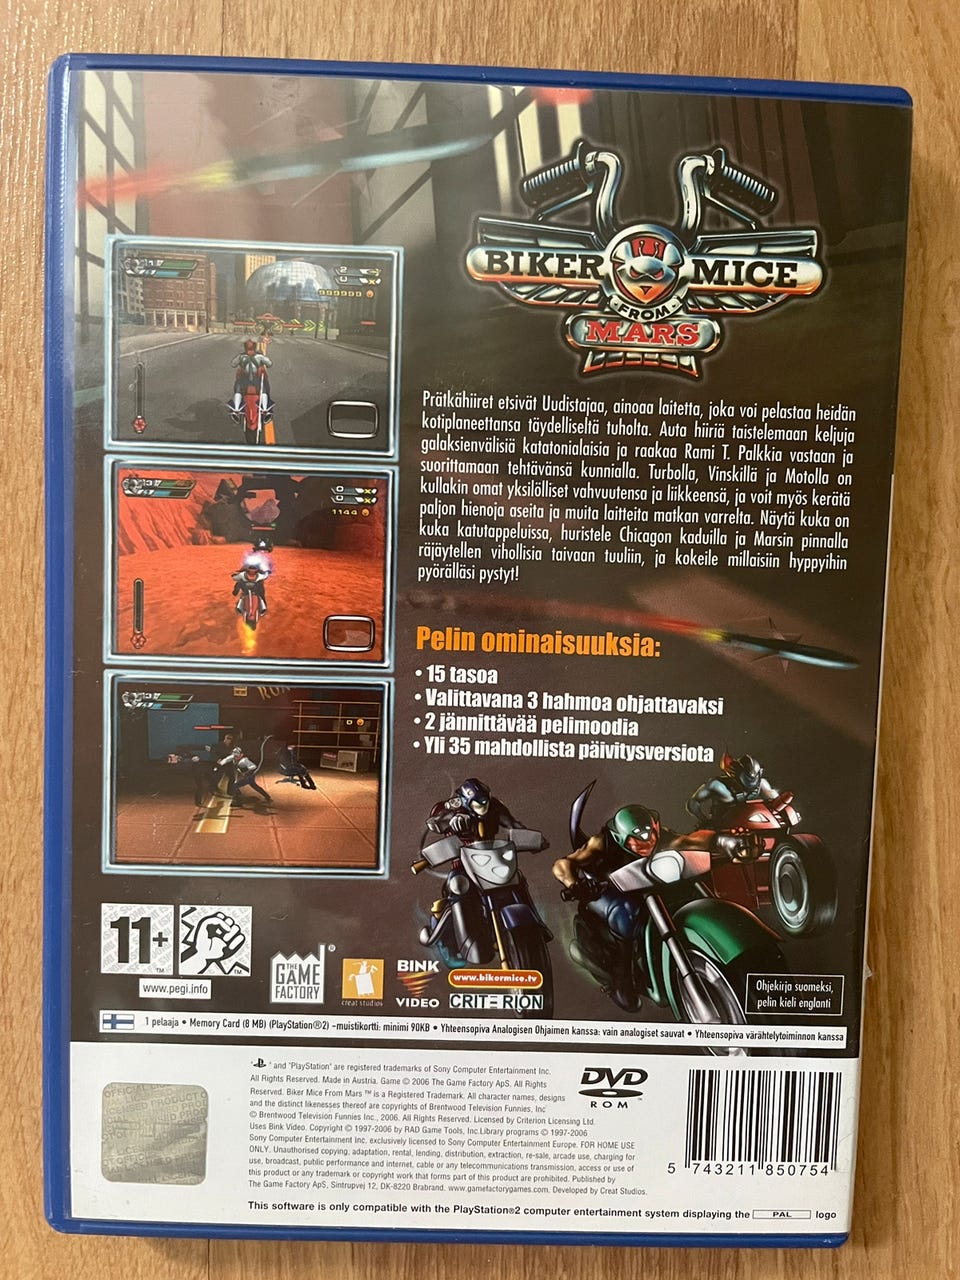 BIKER MICE
FROM
MARS
Prätkähiiret etsivät Uudistajaa, ainoaa laitetta, joka voi pelastaa heidän
kotiplaneettansa täydelliseltä tuholta. Auta hiiriä taistelemaan keljuja
galaksienvälisiä katatonialaisia ja raakaa Rami T. Palkkia vastaan ja
suorittamaan tehtävänsä kunnialla. Turbolla, Vinskillä ja Motolla on
kullakin omat yksilölliset vahvuutensa ja liikkeensä, ja voit myös kerätä
paljon hienoja aseita ja muita laitteita matkan varrelta. Näytä kuka on
kuka katutappeluissa, huristele Chicagon kaduilla ja Marsin pinnalla
räjäytellen vihollisia taivaan tuuliin, ja kokeile millaisiin hyppyihin
pyörälläsi pystyt!
Pelin ominaisuuksia:
• 15 tasoa
• Valittavana 3 hahmoa ohjattavaksi
• 2 jännittävää pelimoodia
• Yli 35 mahdollista päivitysversiota
999999
1144
11+
www.pegi.info
THE
GAME
FACTORY
creat studios
BINK
VIDEO
www.bikermice.tv
CRITERION
Ohjekirja suomeksi,
pelin kieli englanti
1 pelaaja • Memory Card (8 MB) (PlayStation®2) -muistikortti: minimi 90KB • Yhteensopiva Analogisen Ohjaimen kanssa: vain analogiset sauvat • Yhteensopiva värähtelytoiminnon kanssa
" " and "PlayStation" are registered trademarks of Sony Computer Entertainment Inc.
All Rights Reserved. Made in Austria. Game © 2006 The Game Factory ApS. All Rights
Reserved. Biker Mice From Mars ™ is a Registered Trademark. All character names, designs
and the distinct likenesses thereof are copyrights of Brentwood Television Funnies, Inc
© Brentwood Television Funnies Inc., 2006. All Rights Reserved. Licensed by Criterion Licensing Ltd.
Uses Bink Video. Copyright © 1997-2006 by RAD Game Tools, Inc.Library programs © 1997-2006
Sony Computer Entertainment Inc. exclusively licensed to Sony Computer Entertainment Europe. FOR HOME USE
ONLY. Unauthorised copying, adaptation, rental, lending, distribution, extraction, re-sale, arcade use, charging for
use, broadcast, public performance and internet, cable or any telecommunications transmission, access or use of
this product or any trademark or copyright work that forms part of this product are prohibited. Published by
The Game Factory ApS, Sintrupvej 12, DK-8220 Brabrand. www.gamefactorygames.com. Developed by Creat Studios.
DVD
ROM
5 743211 850754
This software is only compatible with the PlayStation®2 computer entertainment system displaying the PAL logo